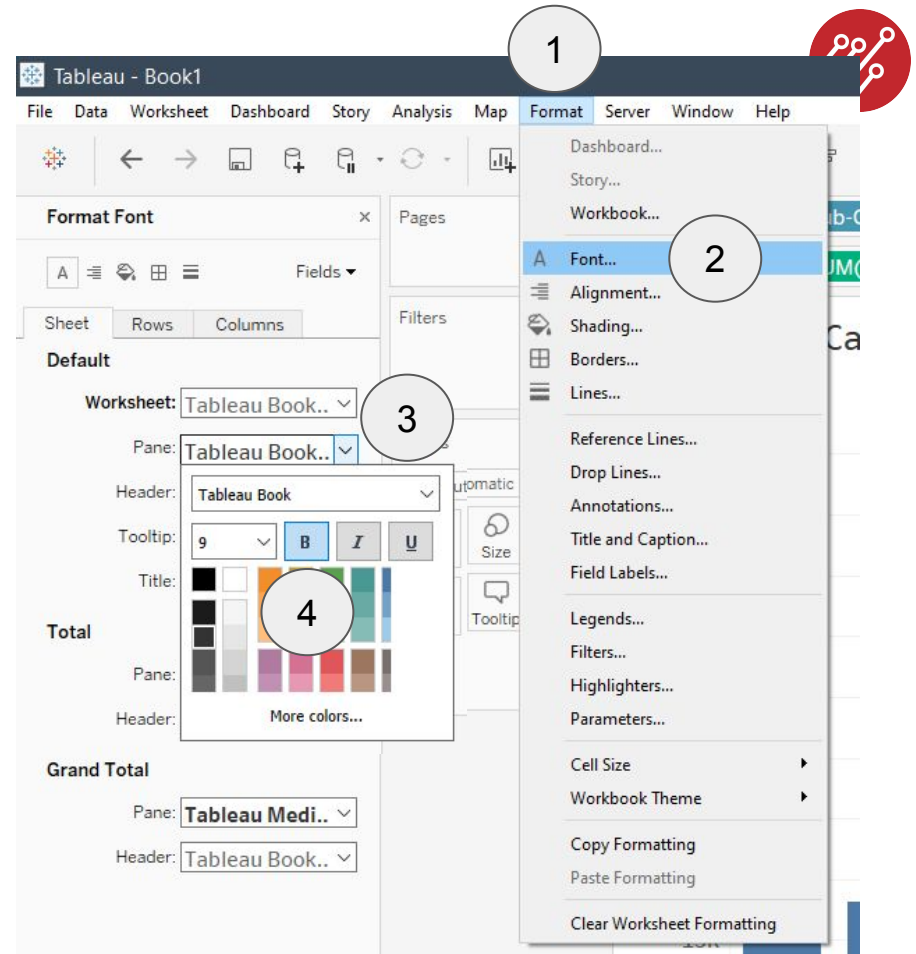 1
Tableau - Book1
File Data Worksheet Dashboard Story Analysis Map Format Server Window Help
Format Font
Fields
Sheet Rows Columns
Default
Worksheet: Tableau Book..
3
Pane: Tableau Book..
Header: Tableau Book
Tooltip: 9 B I U
Title:
4
Total
Pane:
Header:
More colors...
Grand Total
Pane: Tableau Medi..
Header: Tableau Book..
Pages
Filters
utomatic
Size
Tooltip
Dashboard...
Story...
Workbook...
A Font...
2
Alignment...
Shading...
Borders...
Lines...
Reference Lines...
Drop Lines...
Annotations...
Title and Caption...
Field Labels...
Legends...
Filters...
Highlighters...
Parameters...
Cell Size
Workbook Theme
Copy Formatting
Paste Formatting
Clear Worksheet Formatting
ub-C
UM(
Ca